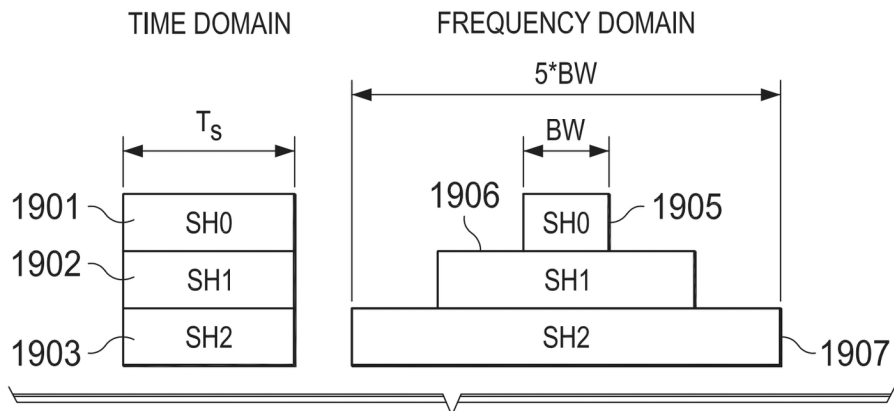 TIME DOMAIN
FREQUENCY DOMAIN
5*BW
Ts
BW
1901
SH0
1906
SH0
1905
1902
SH1
SH1
1903
SH2
SH2
1907